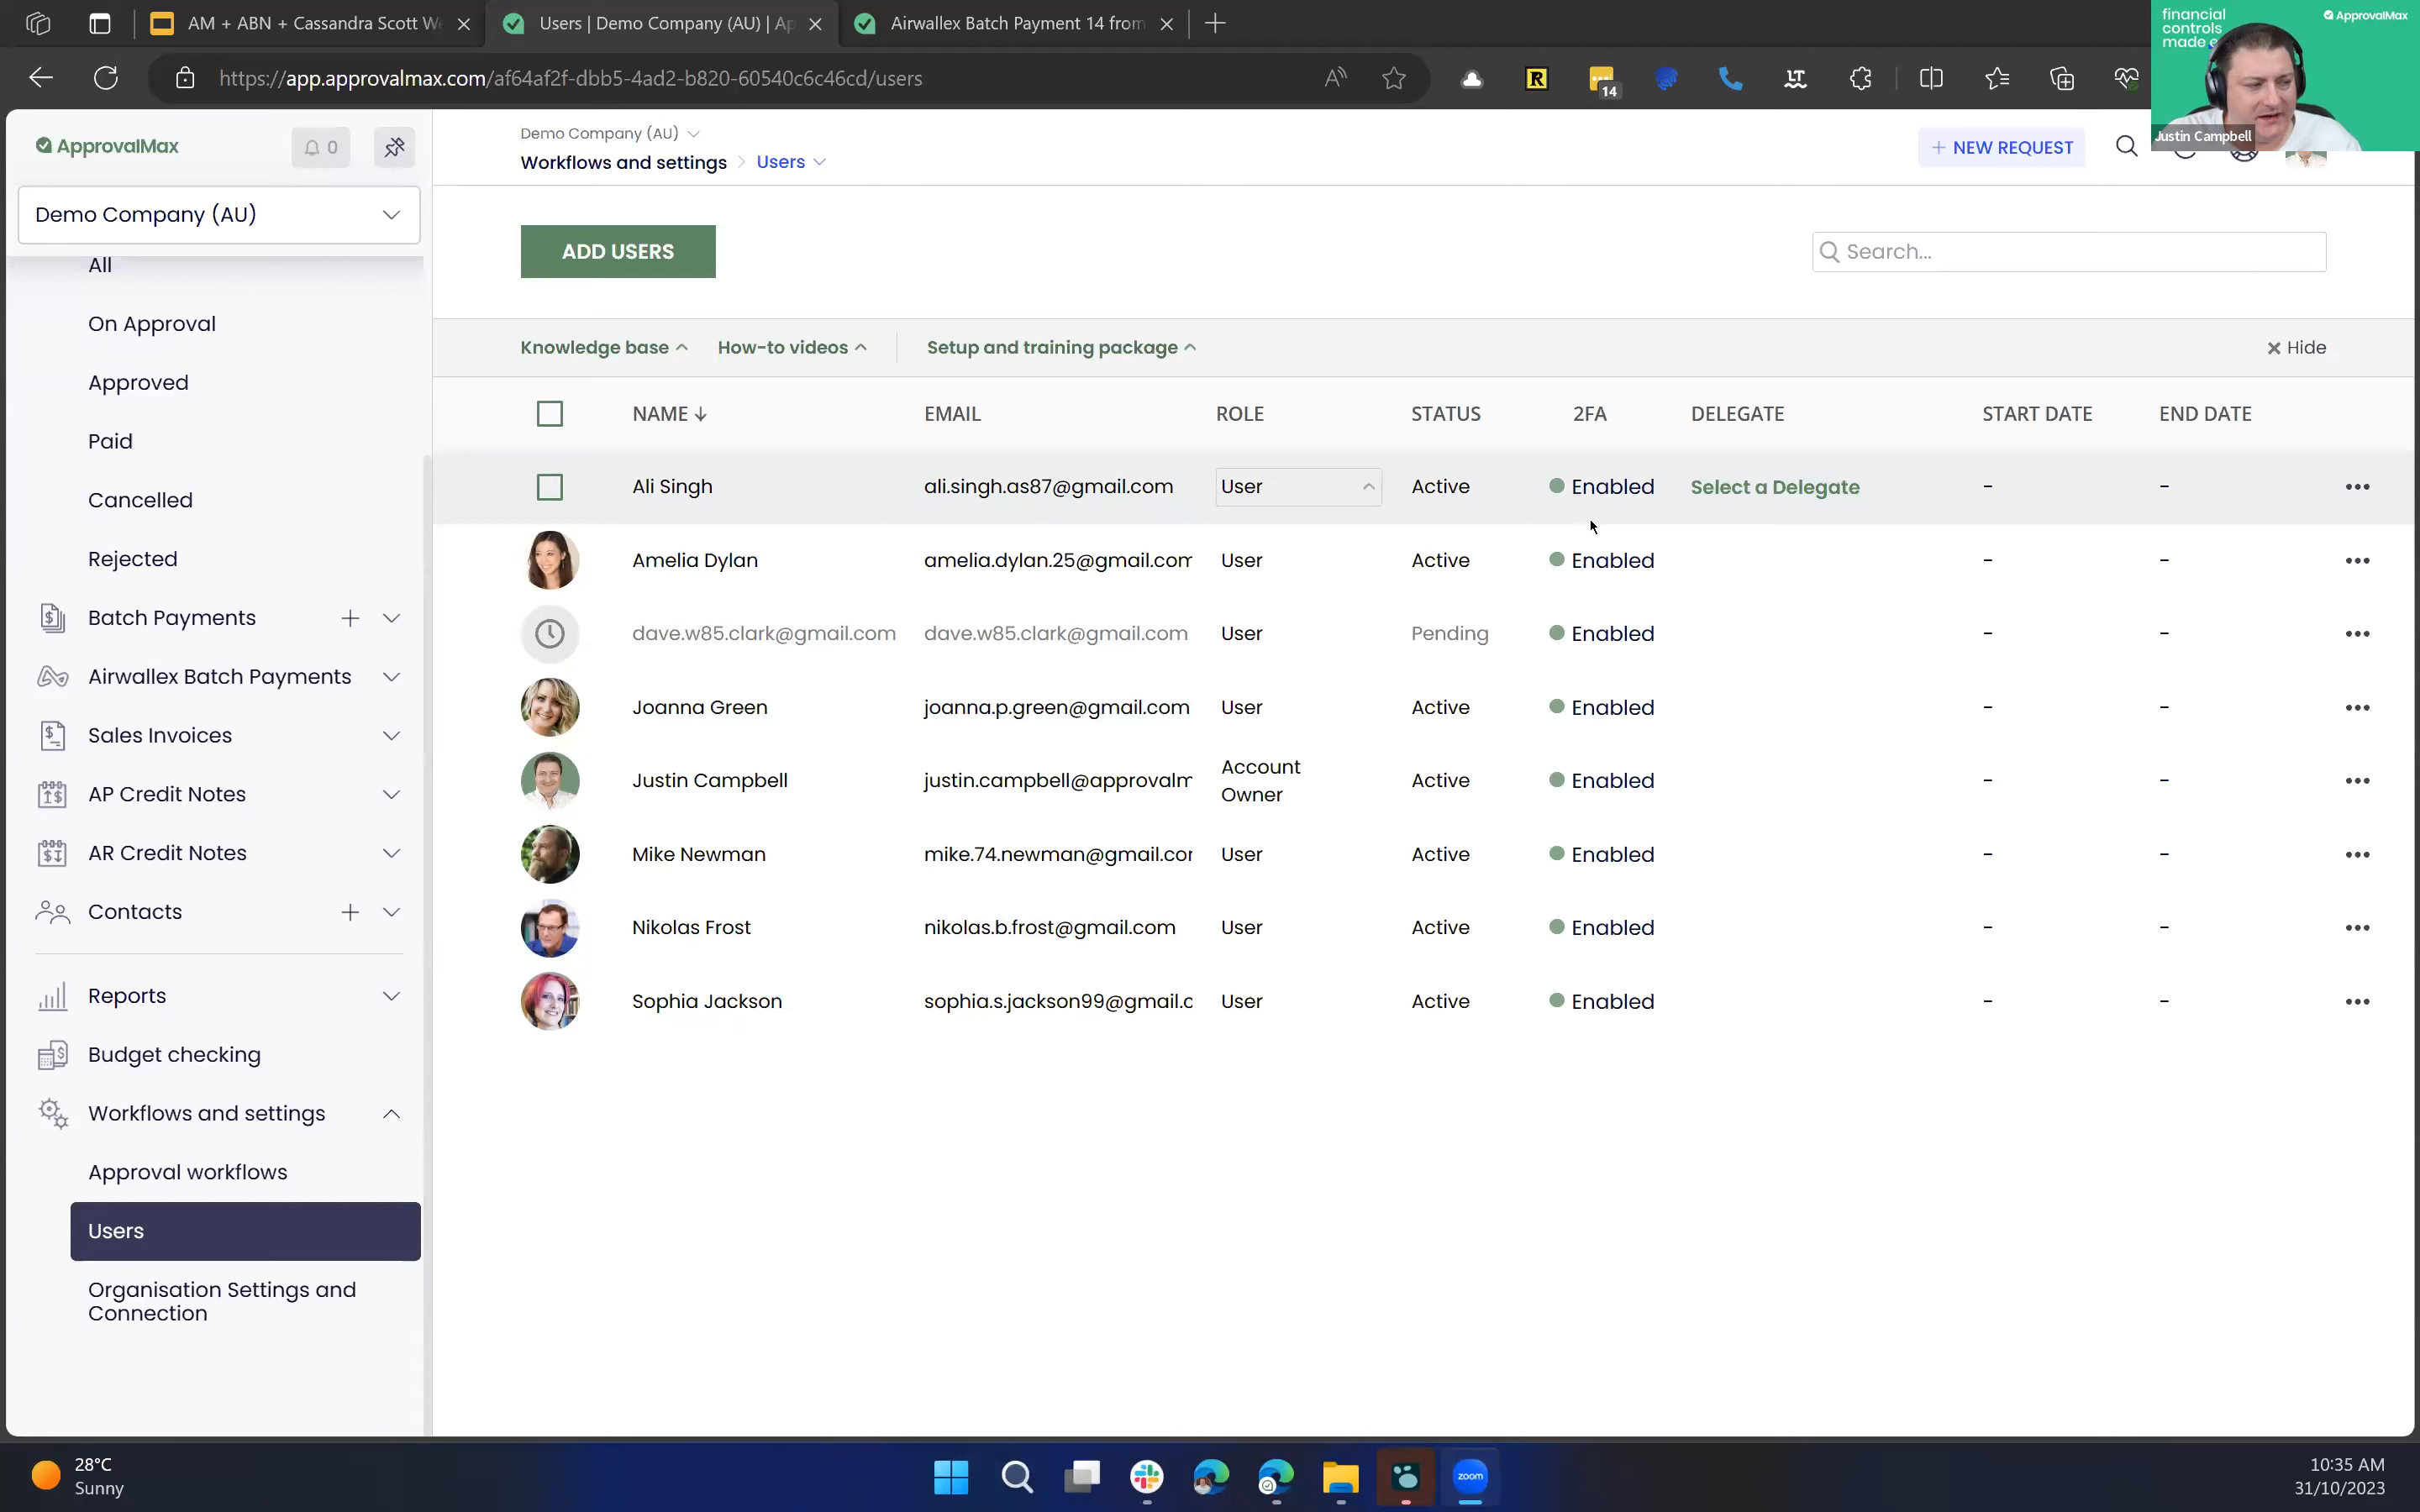 AM + ABN + Cassandra Scott We
Users | Demo Company (AU) | Ap
Airwallex Batch Payment 14 from
financial
controls
made e
ApprovalMax
https://app.approvalmax.com/af64af2f-dbb5-4ad2-b820-60540c6c46cd/users
14
Justin Campbell
ApprovalMax
0
Demo Company (AU)
Workflows and settings > Users
+ NEW REQUEST
Demo Company (AU)
ADD USERS
Search...
All
On Approval
Approved
Paid
Cancelled
Rejected
Batch Payments
Airwallex Batch Payments
Sales Invoices
AP Credit Notes
AR Credit Notes
Contacts
Reports
Budget checking
Workflows and settings
Approval workflows
Users
Organisation Settings and
Connection
Knowledge base How-to videos Setup and training package Hide
NAME EMAIL ROLE STATUS 2FA DELEGATE START DATE END DATE
Ali Singh ali.singh.as87@gmail.com User Active Enabled Select a Delegate - -
Amelia Dylan amelia.dylan.25@gmail.com User Active Enabled - -
dave.w85.clark@gmail.com dave.w85.clark@gmail.com User Pending Enabled - -
Joanna Green joanna.p.green@gmail.com User Active Enabled - -
Justin Campbell justin.campbell@approvalm Account Owner Active Enabled - -
Mike Newman mike.74.newman@gmail.cor User Active Enabled - -
Nikolas Frost nikolas.b.frost@gmail.com User Active Enabled - -
Sophia Jackson sophia.s.jackson99@gmail.c User Active Enabled - -
28°C
Sunny
zoom
10:35 AM
31/10/2023